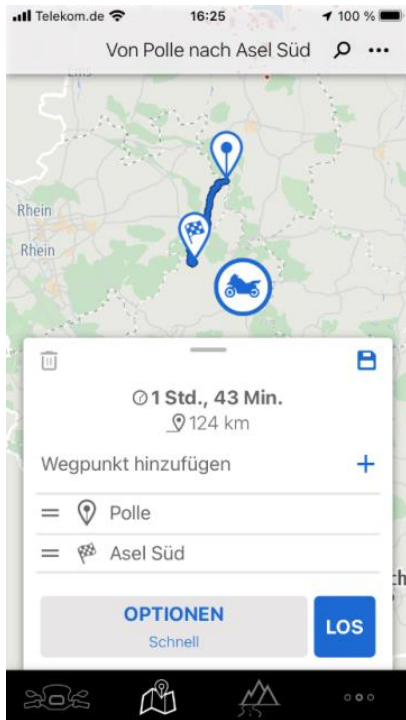 Telekom.de
16:25
100 %
Von Polle nach Asel Süd
Rhein
Rhein
1 Std., 43 Min.
124 km
Wegpunkt hinzufügen
Polle
Asel Süd
ch
OPTIONEN
Schnell
LOS